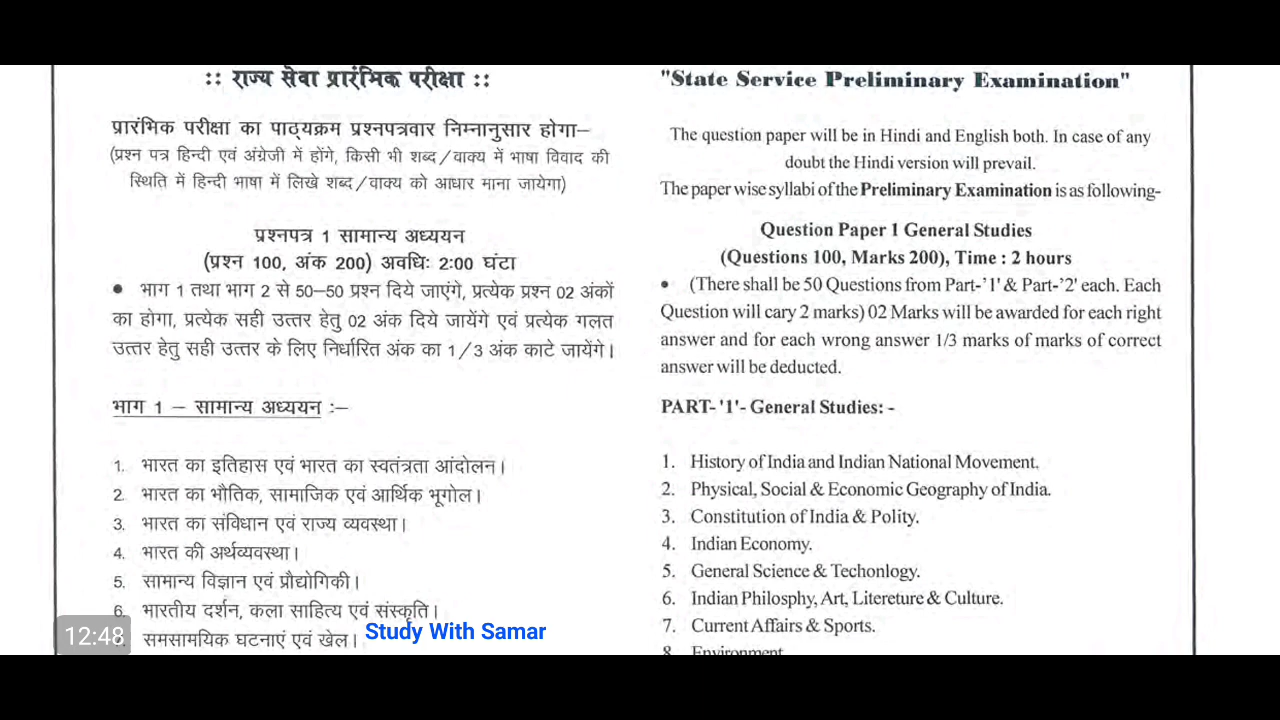 :: राज्य सेवा प्रारंभिक परीक्षा ::
प्रारंभिक परीक्षा का पाठ्यक्रम प्रश्नपत्रवार निम्नानुसार होगा–
(प्रश्न पत्र हिन्दी एवं अंग्रेजी में होंगे, किसी भी शब्द/वाक्य में भाषा विवाद की
स्थिति में हिन्दी भाषा में लिखे शब्द/वाक्य को आधार माना जायेगा)
प्रश्नपत्र 1 सामान्य अध्ययन
(प्रश्न 100, अंक 200) अवधिः 2:00 घंटा
• भाग 1 तथा भाग 2 से 50–50 प्रश्न दिये जाएंगे, प्रत्येक प्रश्न 02 अंकों
का होगा, प्रत्येक सही उत्तर हेतु 02 अंक दिये जायेंगे एवं प्रत्येक गलत
उत्तर हेतु सही उत्तर के लिए निर्धारित अंक का 1/3 अंक काटे जायेंगे।
भाग 1 – सामान्य अध्ययन :–
1. भारत का इतिहास एवं भारत का स्वतंत्रता आंदोलन।
2. भारत का भौतिक, सामाजिक एवं आर्थिक भूगोल।
3. भारत का संविधान एवं राज्य व्यवस्था।
4. भारत की अर्थव्यवस्था।
5. सामान्य विज्ञान एवं प्रौद्योगिकी।
6. भारतीय दर्शन, कला साहित्य एवं संस्कृति।
समसामयिक घटनाएं एवं खेल।
12:48
Study With Samar
"State Service Preliminary Examination"
The question paper will be in Hindi and English both. In case of any
doubt the Hindi version will prevail.
The paper wise syllabi of the Preliminary Examination is as following-
Question Paper 1 General Studies
(Questions 100, Marks 200), Time : 2 hours
• (There shall be 50 Questions from Part-'1' & Part-'2' each. Each
Question will cary 2 marks) 02 Marks will be awarded for each right
answer and for each wrong answer 1/3 marks of marks of correct
answer will be deducted.
PART- '1'- General Studies: -
1. History of India and Indian National Movement.
2. Physical, Social & Economic Geography of India.
3. Constitution of India & Polity.
4. Indian Economy.
5. General Science & Techonlogy.
6. Indian Philosphy, Art, Litereture & Culture.
7. Current Affairs & Sports.
8. Environment